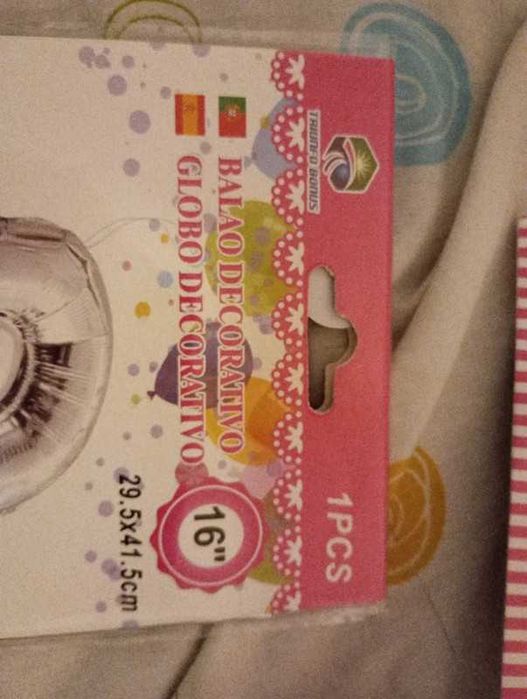 TRIUNFO BONUS
1PCS
BALAO DECORATIVO
GLOBO DECORATIVO
16"
29.5x41.5cm